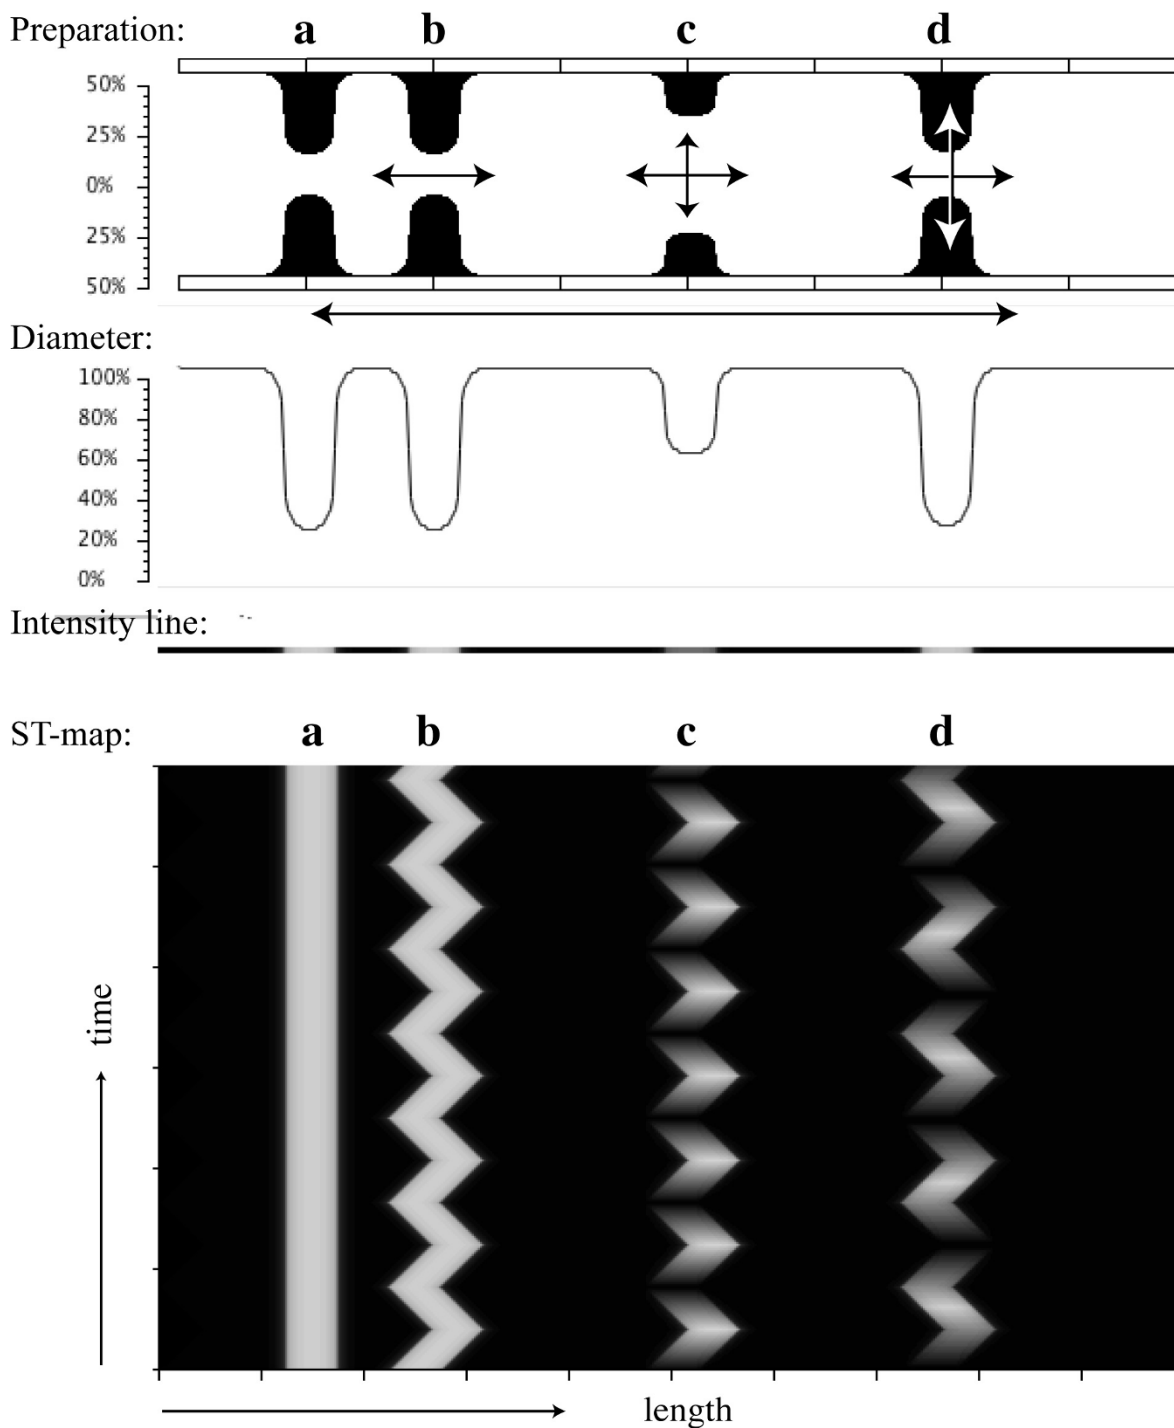 Preparation:
a b c d
50%
25%
0%
25%
50%
Diameter:
100%
80%
60%
40%
20%
0%
Intensity line:
ST-map:
a b c d
time
length